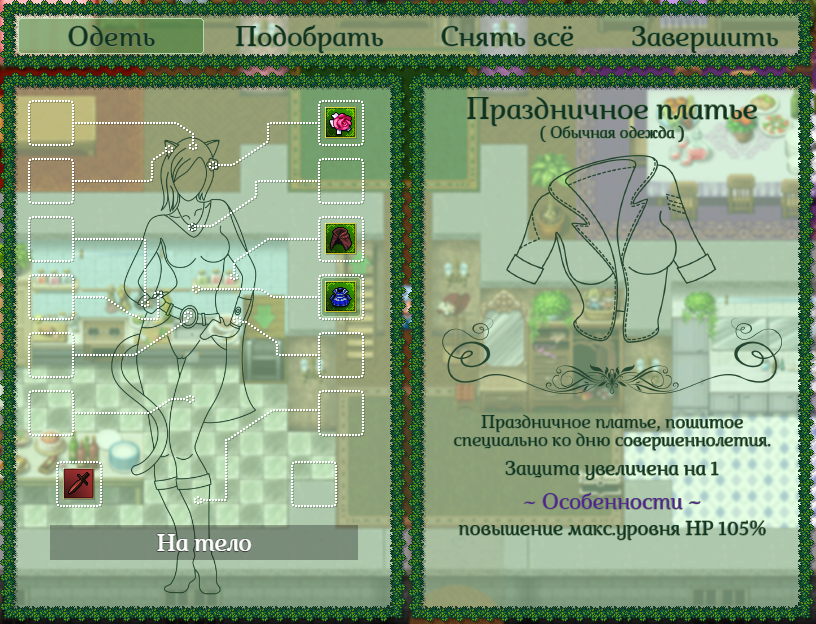 Одеть Подобрать Снять всё Завершить
Праздничное платье
( Обычная одежда )
Праздничное платье, пошитое
специально ко дню совершеннолетия.
Защита увеличена на 1
~ Особенности ~
повышение макс.уровня HP 105%
На тело